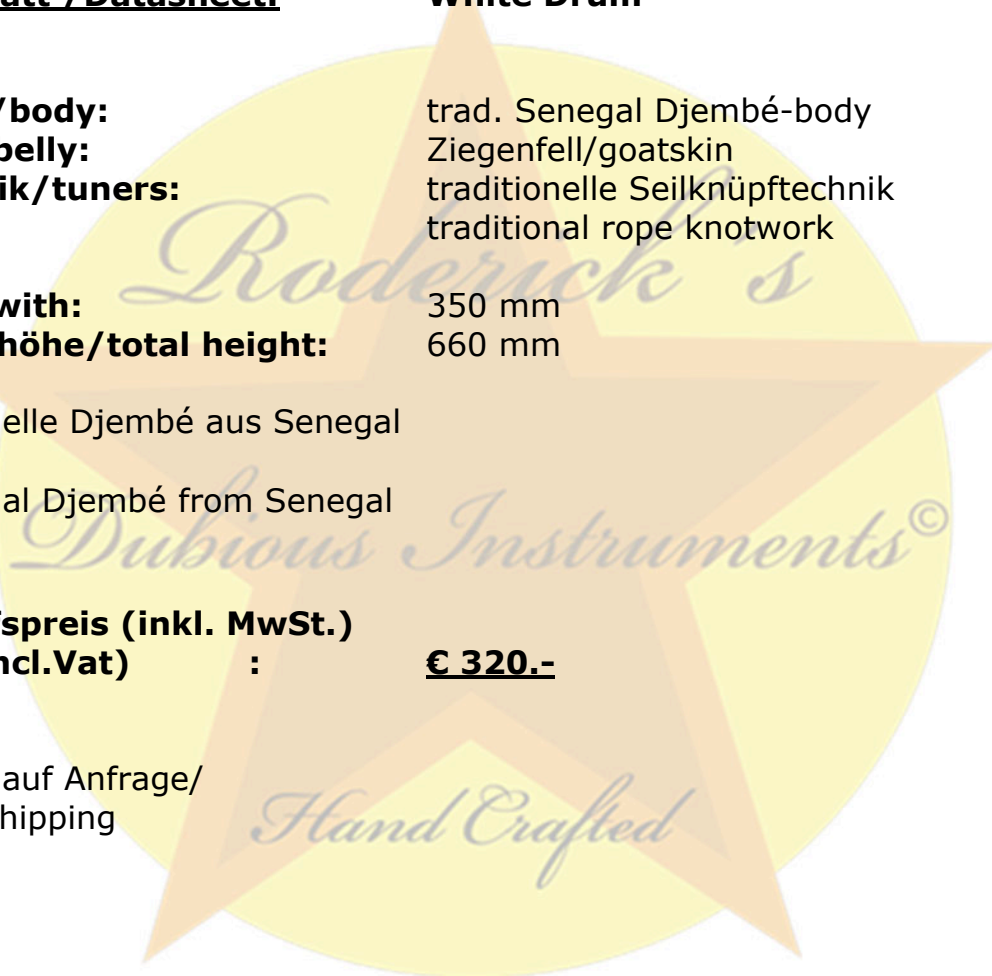 /Datasheet:
White Drum
/body: trad. Senegal Djembé-body
belly: Ziegenfell/goatskin
ik/tuners: traditionelle Seilknüpftechnik
traditional rope knotwork
Roderick's
with: 350 mm
höhe/total height: 660 mm
elle Djembé aus Senegal
al Djembé from Senegal
Dubious Instruments©
spreis (inkl. MwSt.)
ncl.Vat) : € 320.-
auf Anfrage/
hipping
Hand Crafted